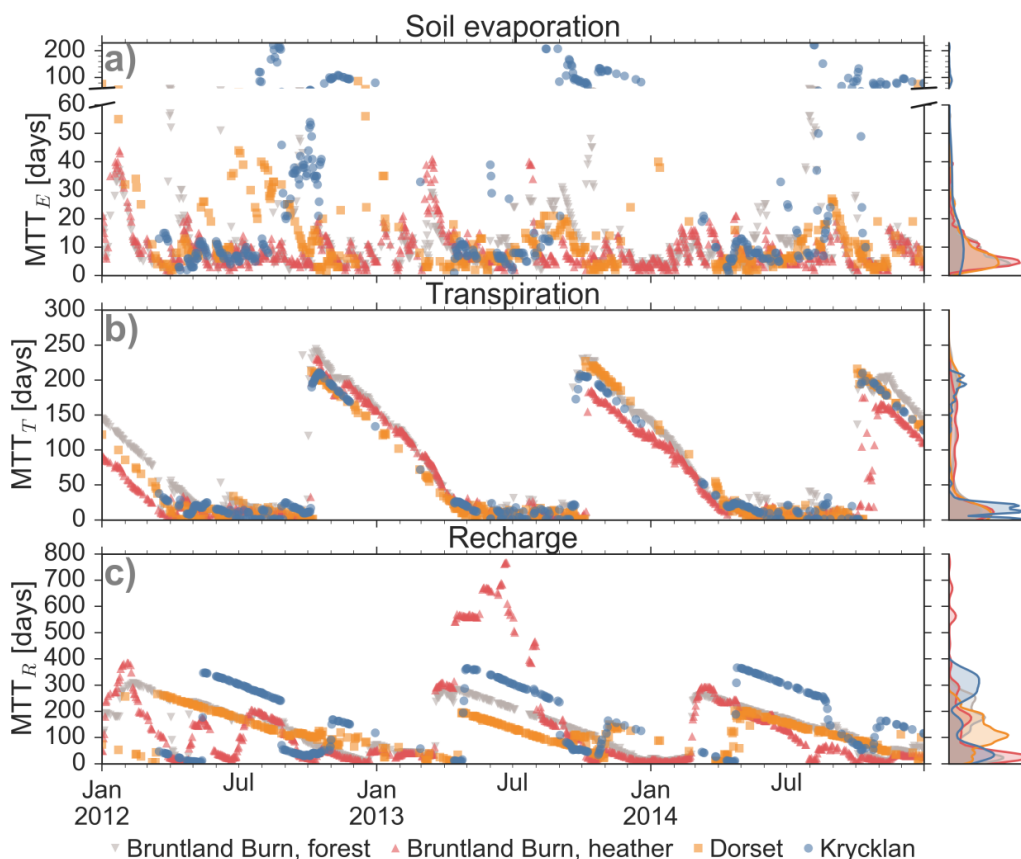 Soil evaporation
a)
200
100
60
50
40
30
20
10
0
MTT_E [days]
Transpiration
b)
300
250
200
150
100
50
0
MTT_T [days]
Recharge
c)
800
700
600
500
400
300
200
100
0
MTT_R [days]
Jan Jul Jan Jul Jan Jul
2012 2013 2014
Bruntland Burn, forest Bruntland Burn, heather Dorset Krycklan